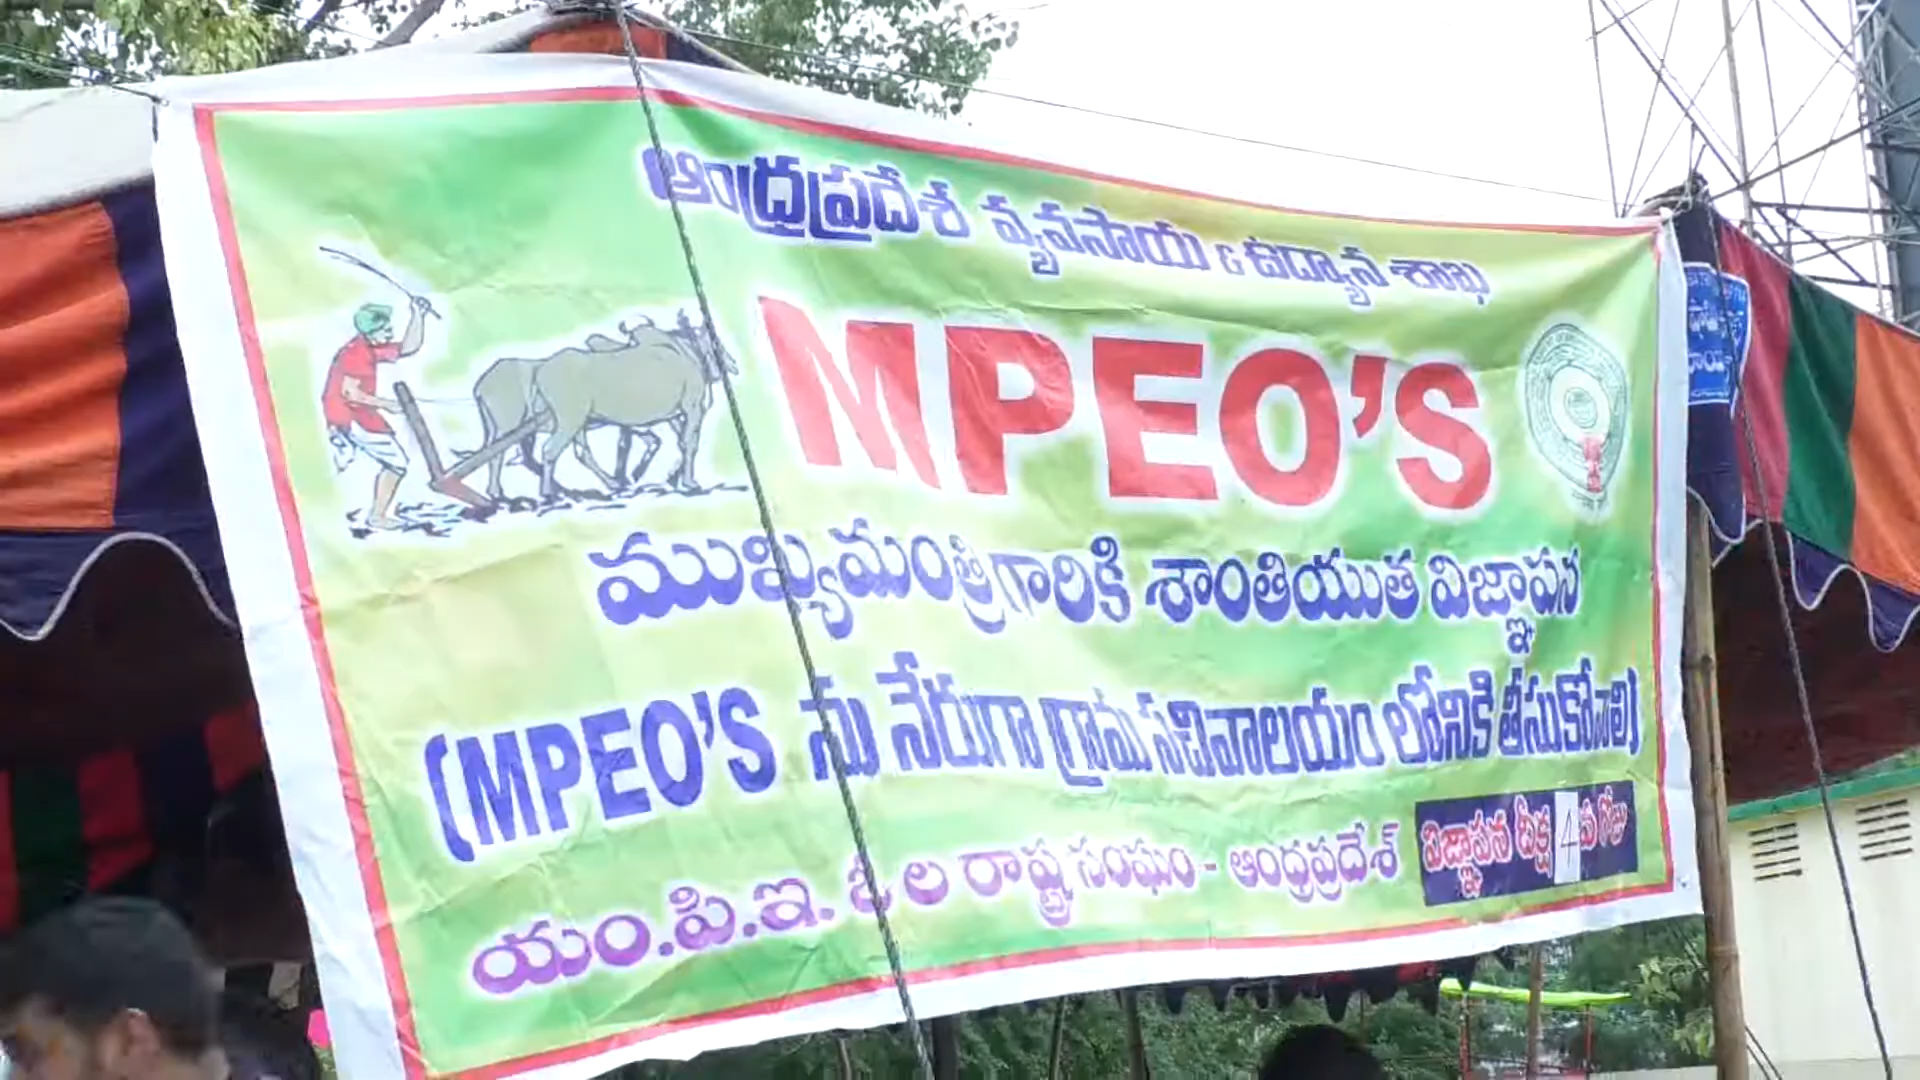 ఆంధ్రప్రదేశ వ్యవసాయ & ఉద్యాన శాఖ
MPEO'S
ముఖ్యమంత్రిగారికి శాంతియుత విజ్ఞాపన
(MPEO'S ను నేరుగా గ్రామ సచివాలయం లోనికి తీసుకోవాలి)
యం.పి.ఇ. ఓ ల రాష్ట్ర సంఘం - ఆంధ్రప్రదేశ్
విజ్ఞాపన దీక్ష 4 వ రోజు